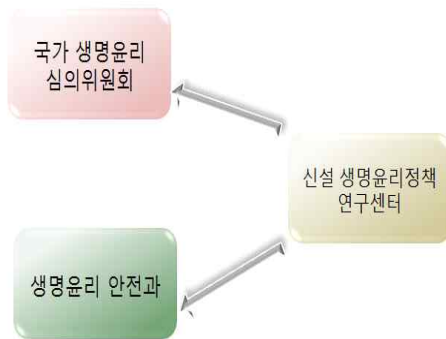 국가 생명윤리
심의위원회
신설 생명윤리정책
연구센터
생명윤리 안전과